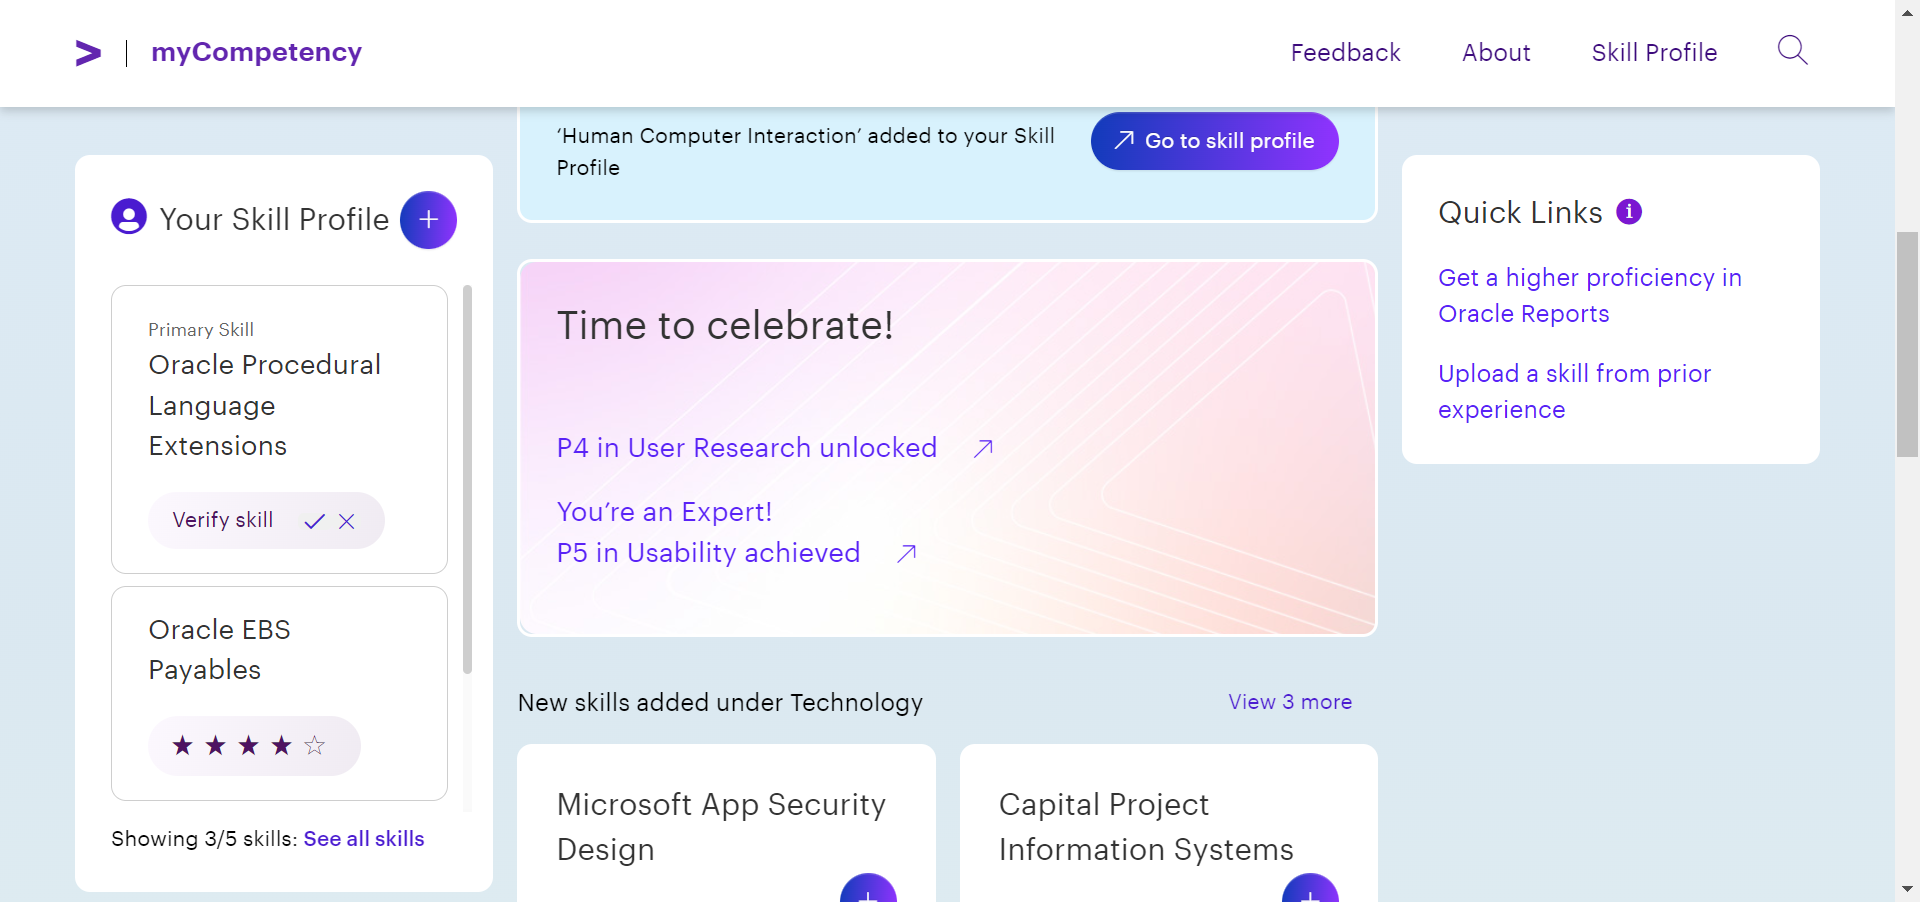 myCompetency
Feedback
About
Skill Profile
‘Human Computer Interaction’ added to your Skill
Profile
Go to skill profile
Your Skill Profile
Primary Skill
Oracle Procedural
Language
Extensions
Verify skill
Oracle EBS
Payables
Showing 3/5 skills: See all skills
Time to celebrate!
P4 in User Research unlocked
You’re an Expert!
P5 in Usability achieved
New skills added under Technology
View 3 more
Microsoft App Security
Design
Capital Project
Information Systems
Quick Links
Get a higher proficiency in
Oracle Reports
Upload a skill from prior
experience